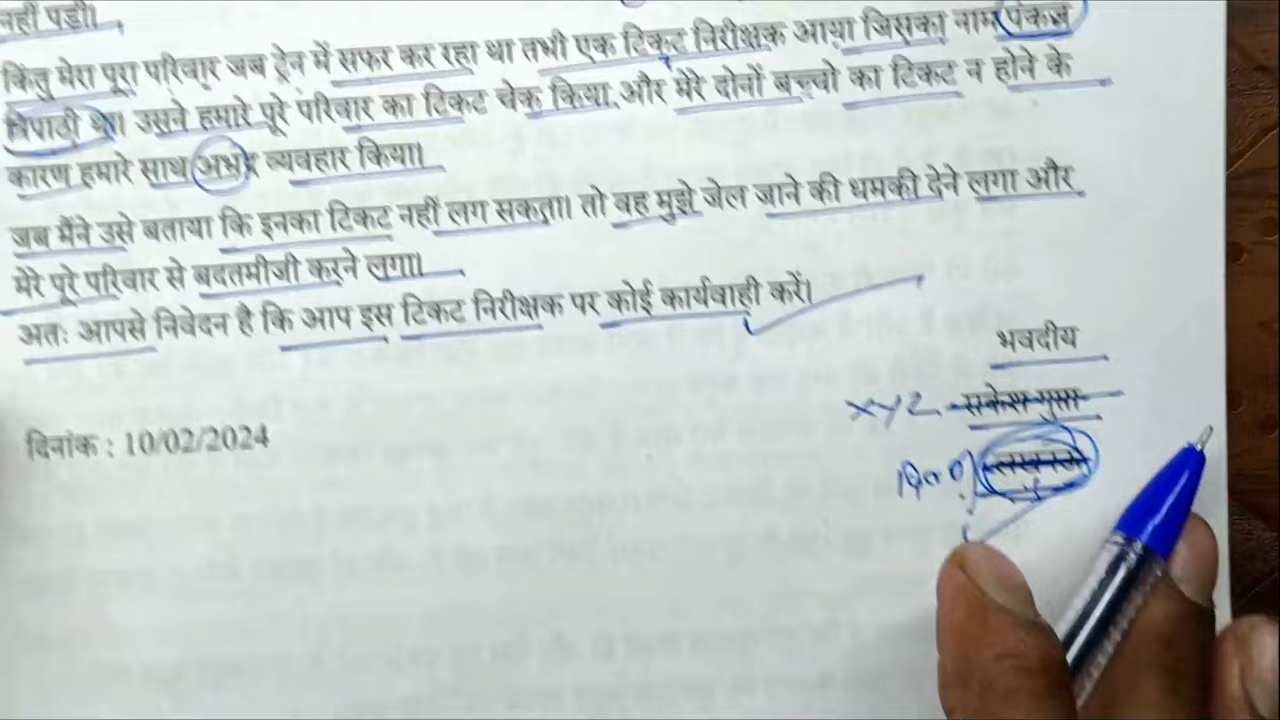 नहीं पड़ी।
किंतु मेरा पूरा परिवार जब ट्रेन में सफर कर रहा था तभी एक टिकट निरीक्षक आया जिसका नाम पंकज
त्रिपाठी था। उसने हमारे पूरे परिवार का टिकट चेक किया और मेरे दोनों बच्चो का टिकट न होने के
कारण हमारे साथ अभद्र व्यवहार किया।
जब मैंने उसे बताया कि इनका टिकट नहीं लग सकता। तो वह मुझे जेल जाने की धमकी देने लगा और
मेरे पूरे परिवार से बदतमीजी करने लगा।
अतः आपसे निवेदन है कि आप इस टिकट निरीक्षक पर कोई कार्यवाही करें।
भवदीय
xyz गुप्ता
दिनांक : 10/02/2024
लखनऊ